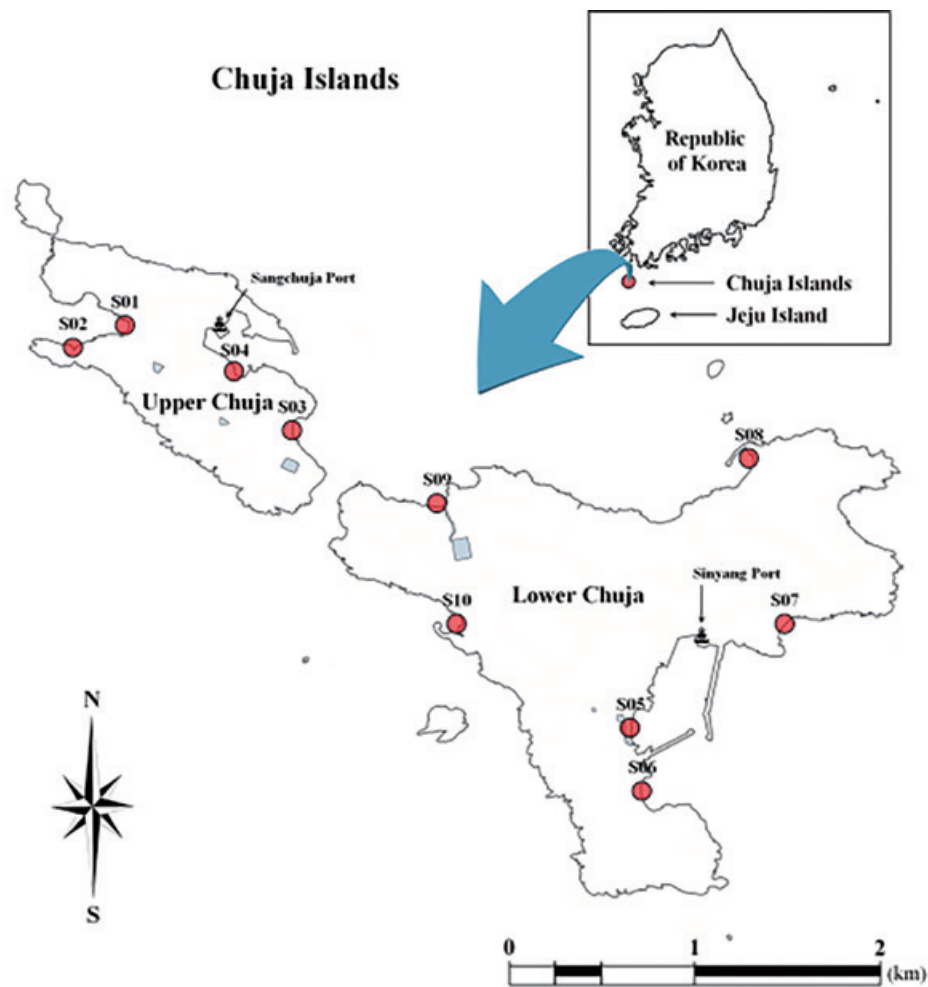 Chuja Islands
Republic
of Korea
Chuja Islands
Jeju Island
Sangchuja Port
S01
S02
S04
Upper Chuja
S03
S08
S09
Sinyang Port
Lower Chuja
S10
S07
S05
S06
N
S
0
1
2
(km)